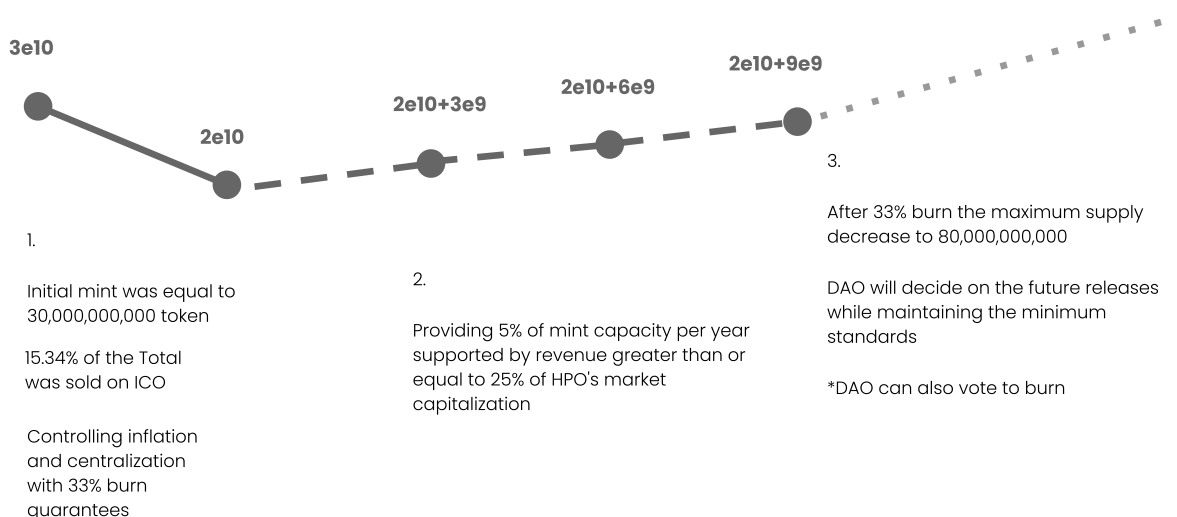 3e10
2e10
2e10+3e9
2e10+6e9
2e10+9e9
1.
Initial mint was equal to
30,000,000,000 token
15.34% of the Total
was sold on ICO
Controlling inflation
and centralization
with 33% burn
guarantees
2.
Providing 5% of mint capacity per year
supported by revenue greater than or
equal to 25% of HPO's market
capitalization
3.
After 33% burn the maximum supply
decrease to 80,000,000,000
DAO will decide on the future releases
while maintaining the minimum
standards
*DAO can also vote to burn